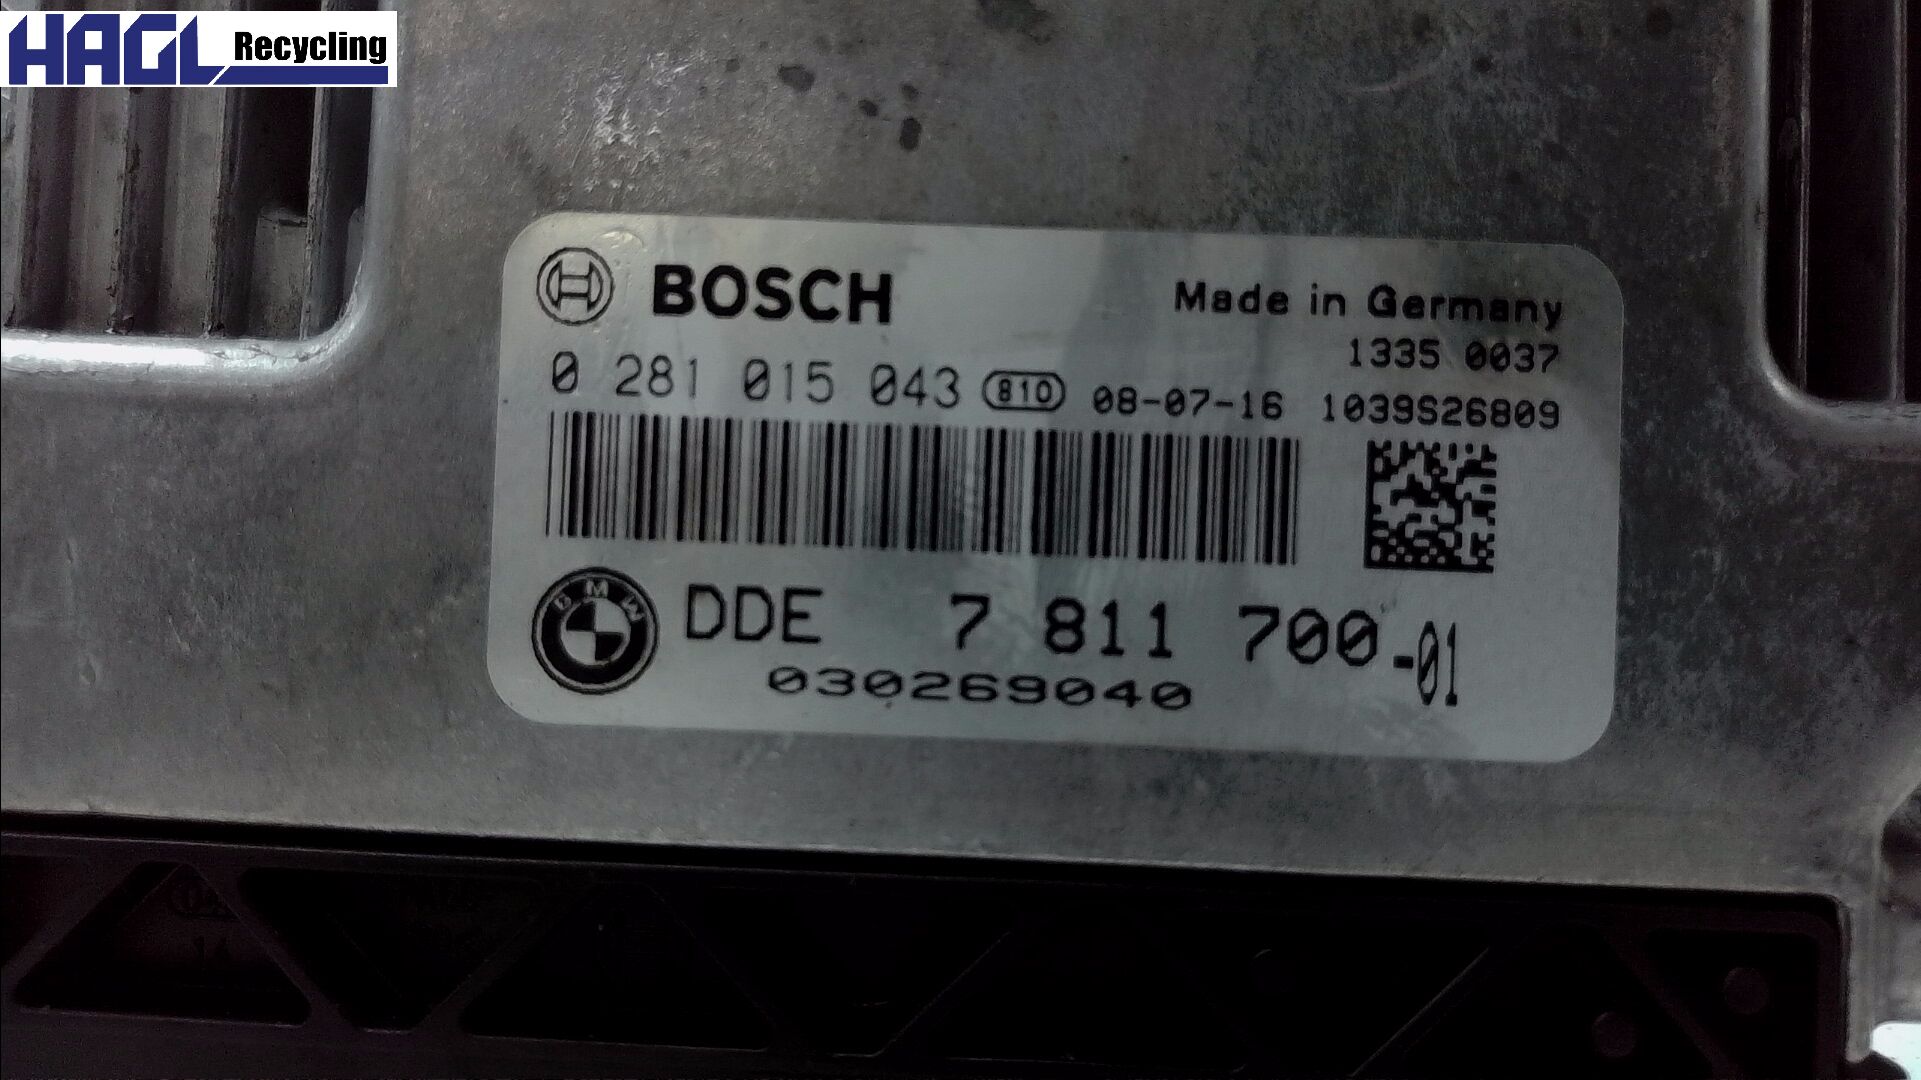 HAGL Recycling
BOSCH
Made in Germany
1335 0037
0 281 015 043 810 08-07-16 1039S26809
BMW DDE 7 811 700-01
030269040